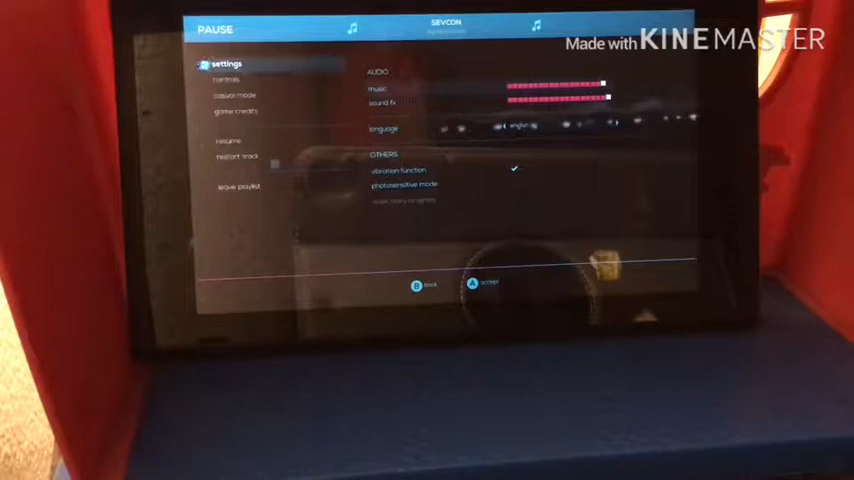 PAUSE
SEVCON
Made with KINEMASTER
settings
controls
casual mode
game credits
resume
restart track
leave playlist
AUDIO
music
sound fx
language
english
OTHERS
vibration function
photosensitive mode
B back
A accept